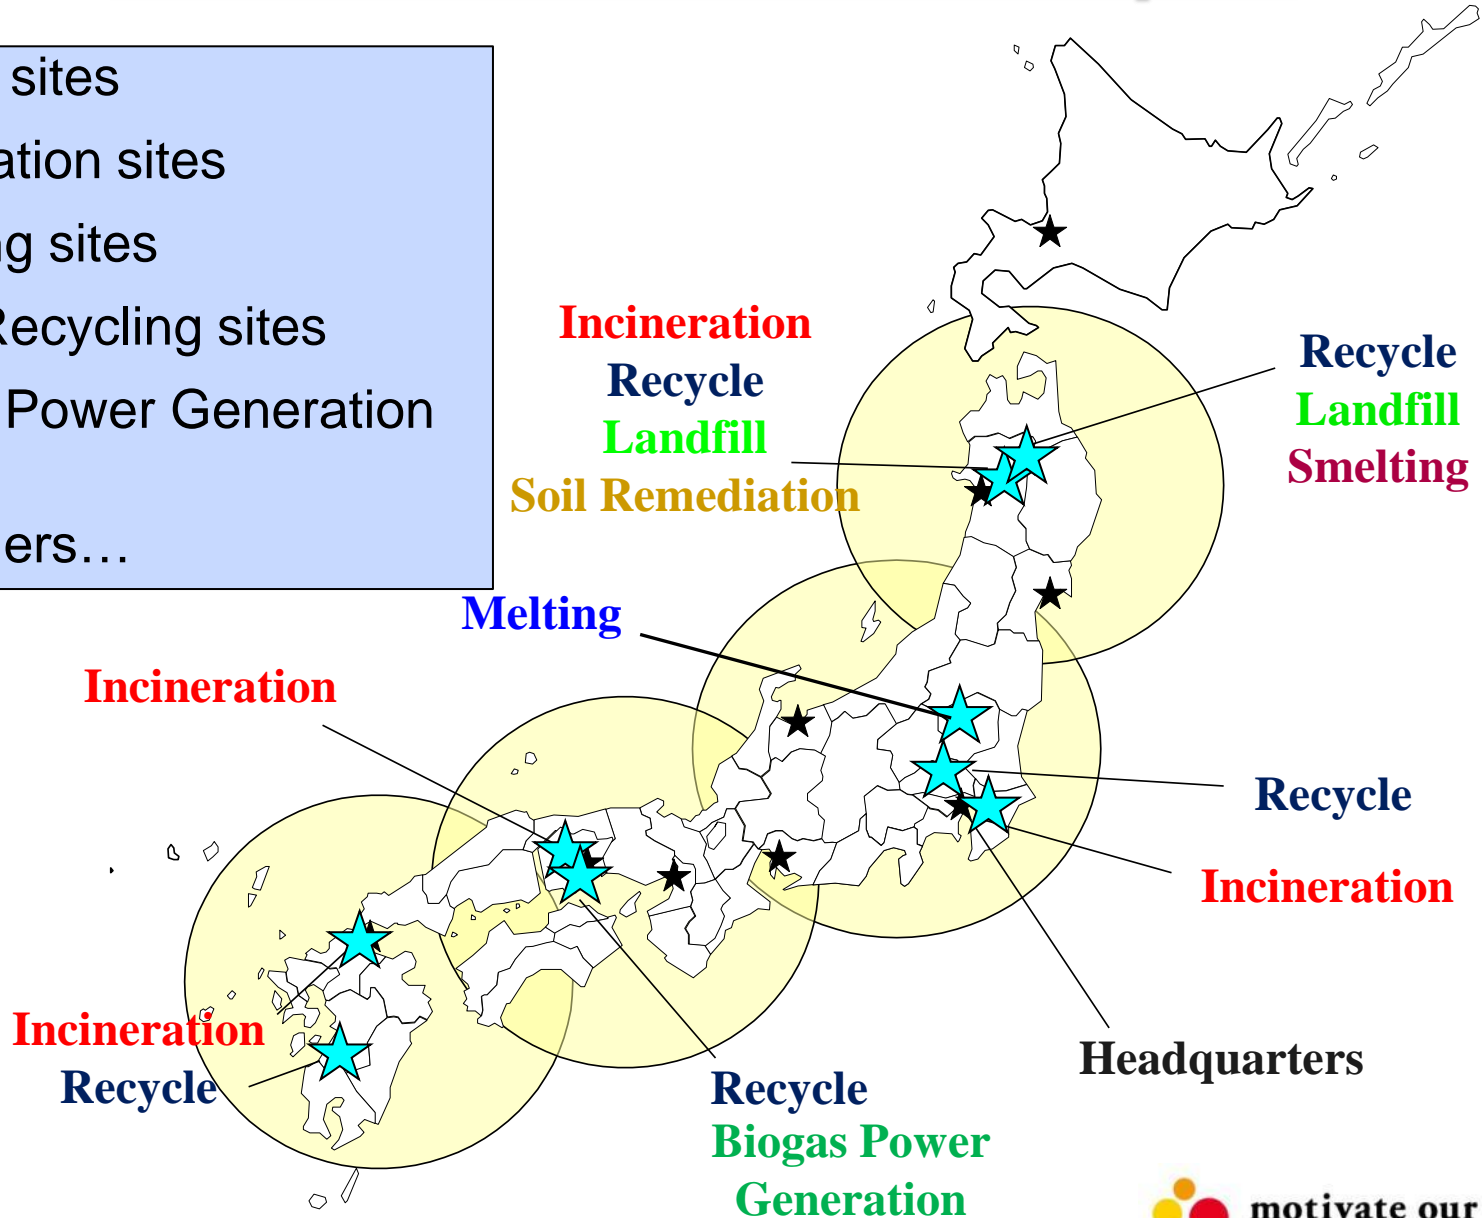 sites
ation sites
ng sites
Recycling sites
Power Generation
ers…
Incineration
Recycle
Landfill
Soil Remediation
Recycle
Landfill
Smelting
Melting
Incineration
Recycle
Incineration
Headquarters
Incineration
Recycle
Recycle
Biogas Power
Generation
motivate our